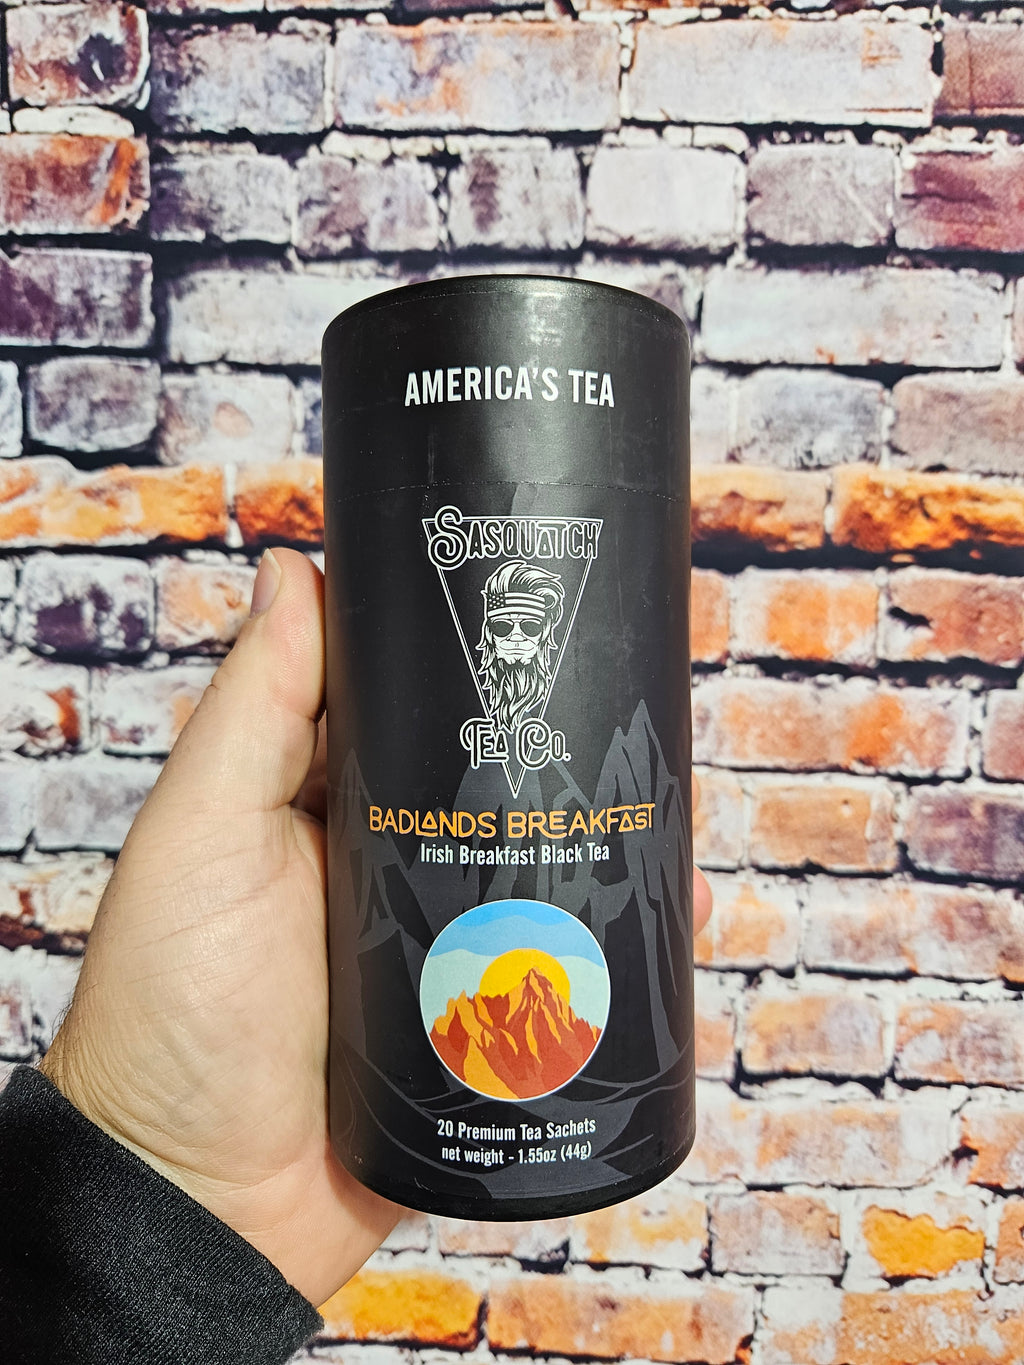 AMERICA'S TEA
SASQUATCH
TEA CO.
BADLANDS BREAKFAST
Irish Breakfast Black Tea
20 Premium Tea Sachets
net weight - 1.55oz (44g)